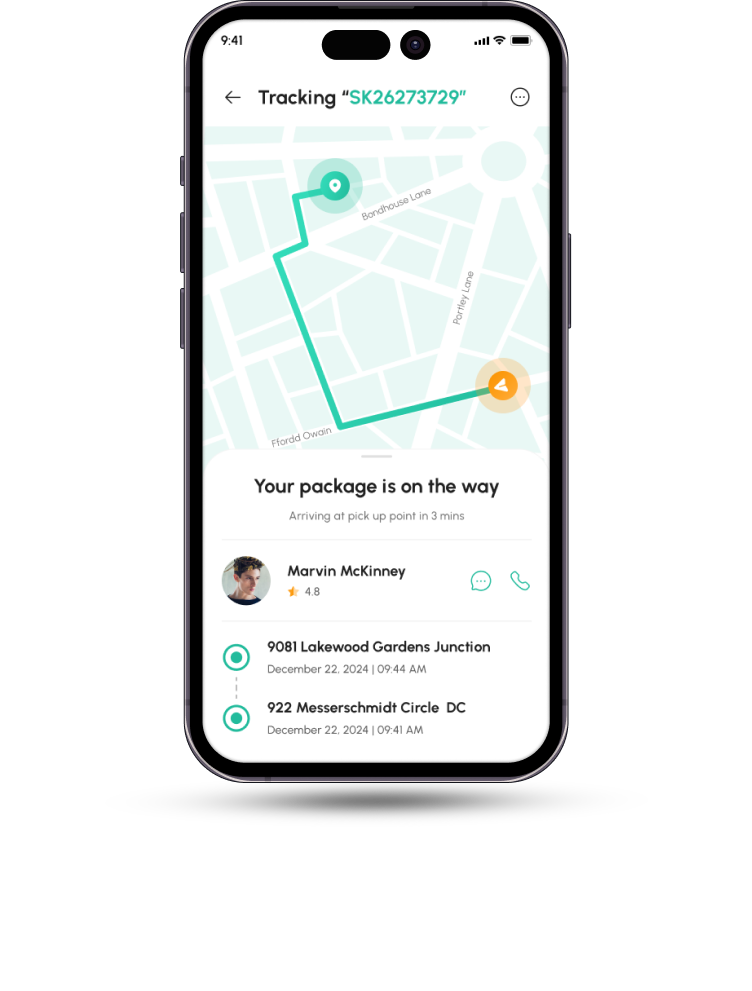 9:41
Tracking “SK26273729”
Bondhouse Lane
Portley Lane
Ffordd Owain
Your package is on the way
Arriving at pick up point in 3 mins
Marvin McKinney
4.8
9081 Lakewood Gardens Junction
December 22, 2024 | 09:44 AM
922 Messerschmidt Circle  DC
December 22, 2024 | 09:41 AM